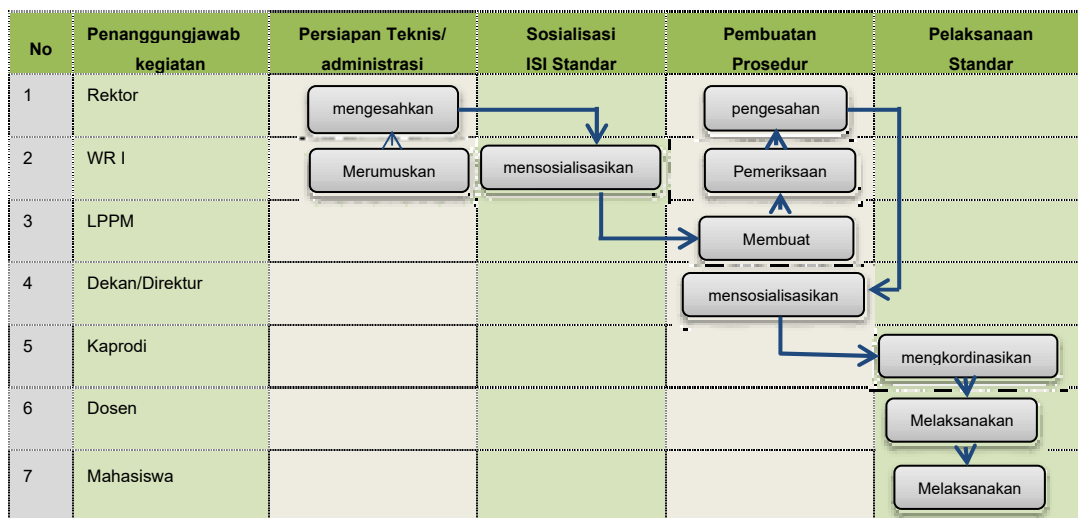 No
Penanggungjawab
kegiatan
Persiapan Teknis/
administrasi
Sosialisasi
ISI Standar
Pembuatan
Prosedur
Pelaksanaan
Standar
1 Rektor mengesahkan pengesahan
2 WR I Merumuskan mensosialisasikan Pemeriksaan
3 LPPM Membuat
4 Dekan/Direktur mensosialisasikan
5 Kaprodi mengkordinasikan
6 Dosen Melaksanakan
7 Mahasiswa Melaksanakan